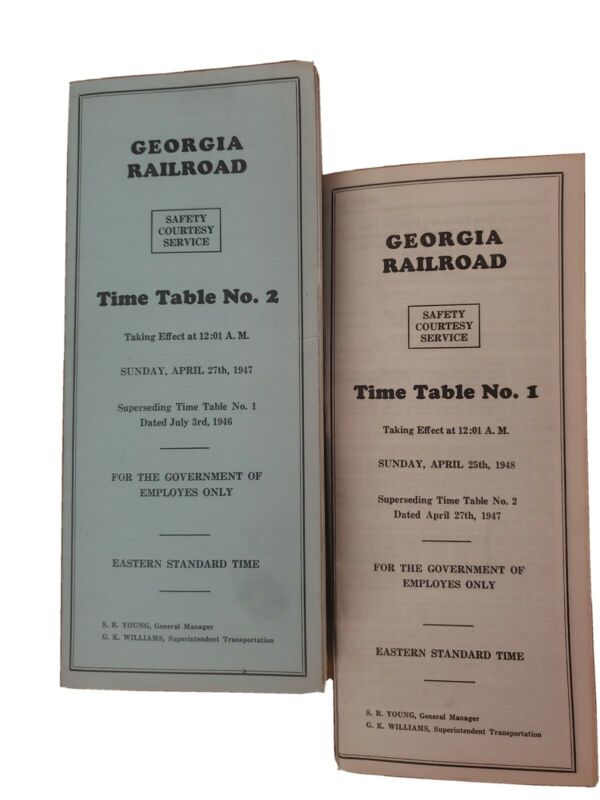 GEORGIA
RAILROAD
SAFETY
COURTESY
SERVICE
Time Table No. 2
Taking Effect at 12:01 A. M.
SUNDAY, APRIL 27th, 1947
Superseding Time Table No. 1
Dated July 3rd, 1946
FOR THE GOVERNMENT OF
EMPLOYES ONLY
EASTERN STANDARD TIME
S. R. YOUNG, General Manager
G. K. WILLIAMS, Superintendent Transportation
GEORGIA
RAILROAD
SAFETY
COURTESY
SERVICE
Time Table No. 1
Taking Effect at 12:01 A. M.
SUNDAY, APRIL 25th, 1948
Superseding Time Table No. 2
Dated April 27th, 1947
FOR THE GOVERNMENT OF
EMPLOYES ONLY
EASTERN STANDARD TIME
S. R. YOUNG, General Manager
G. K. WILLIAMS, Superintendent Transportation